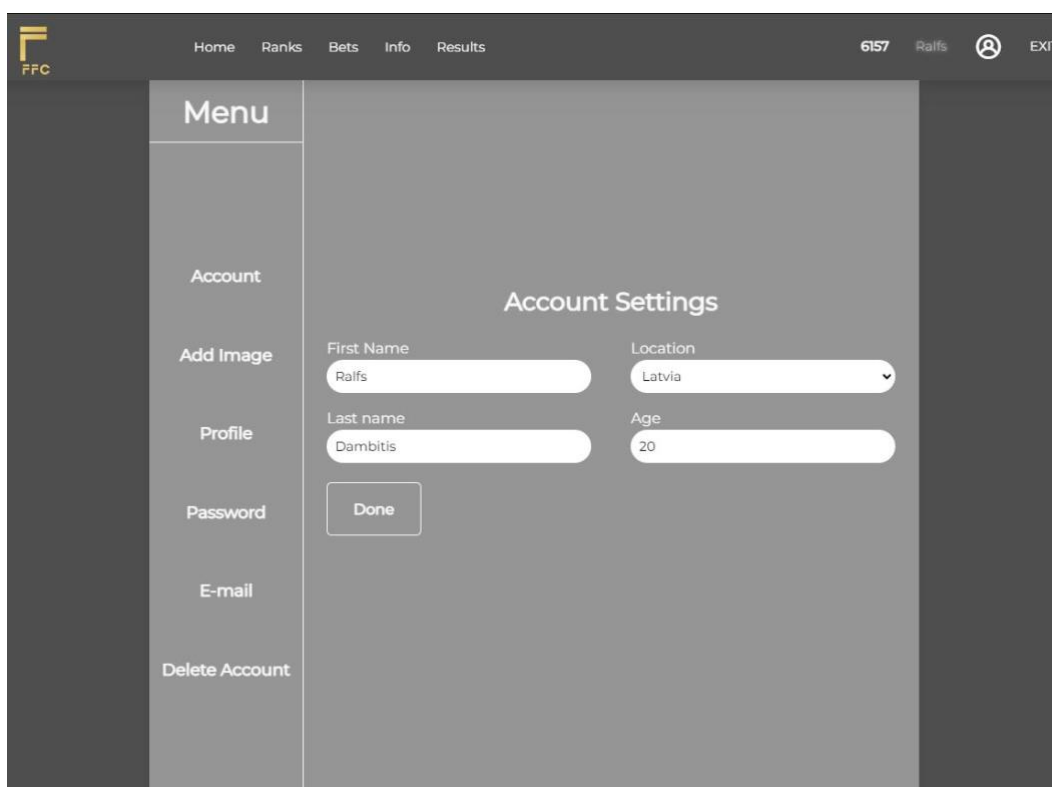 FFC
Home Ranks Bets Info Results 6157 Ralfs EXIT
Menu
Account
Add Image
Profile
Password
E-mail
Delete Account
Account Settings
First Name Location
Ralfs Latvia
Last name Age
Dambitis 20
Done